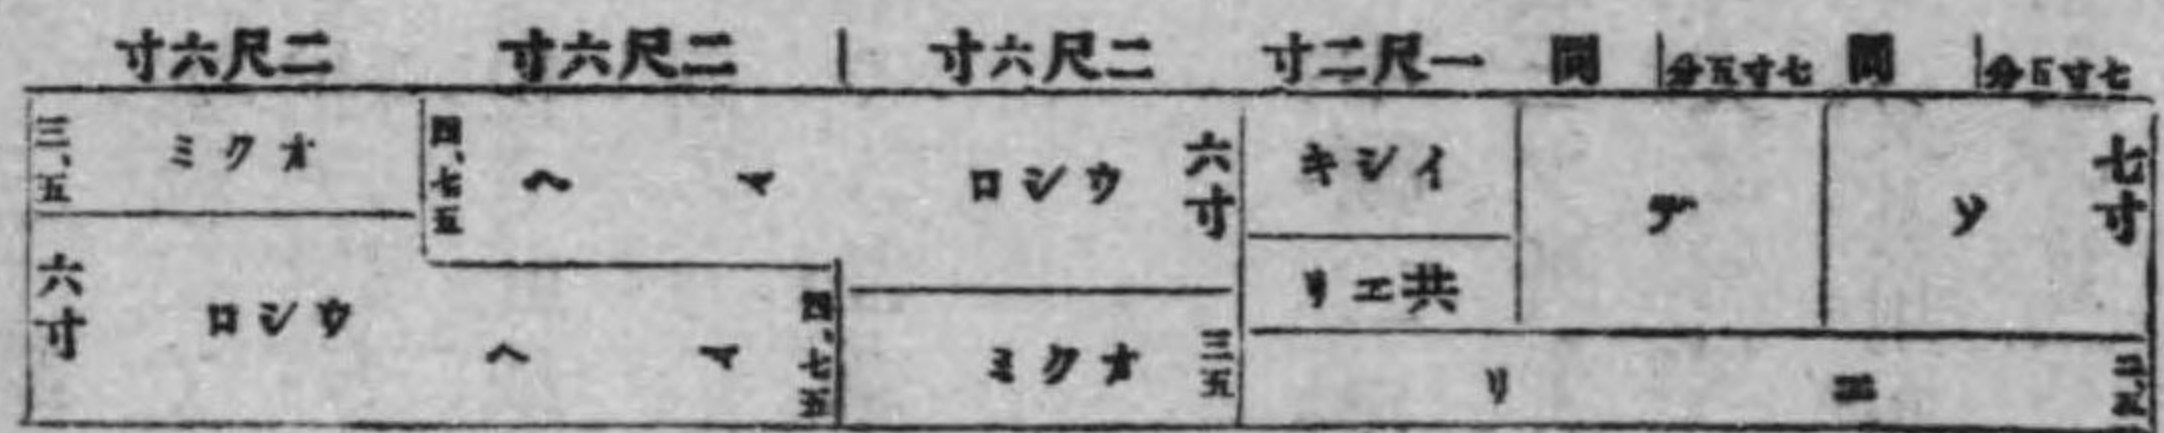 七寸五分
七寸五分
一尺二寸
二尺六寸
二尺六寸
二尺六寸
七寸
ソデ
イシキ
共エリ
エリ
二.五
六寸
ウシロ
三五
オクミ
四.七五
マヘ
四.七五
マヘ
三.五
オクミ
六寸
ウシロ